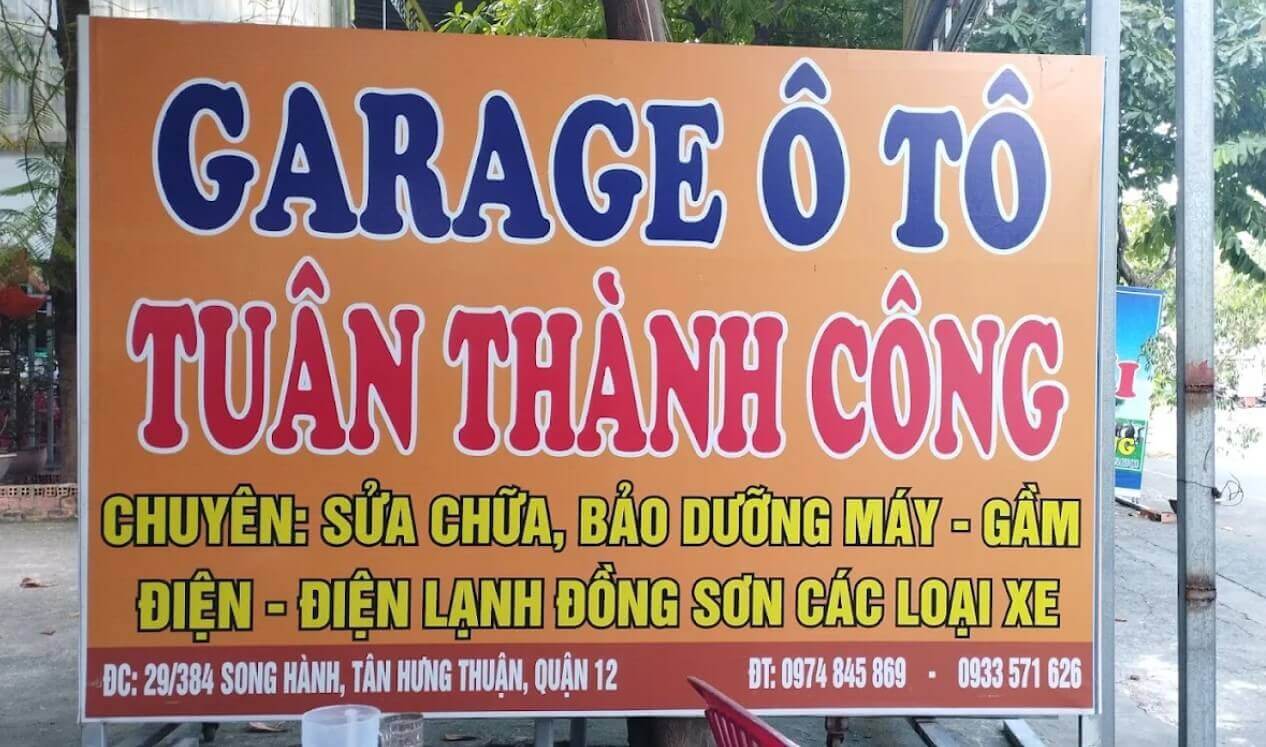 GARAGE Ô TÔ
TUÂN THÀNH CÔNG
CHUYÊN: SỬA CHỮA, BẢO DƯỠNG MÁY - GẦM
ĐIỆN - ĐIỆN LẠNH ĐỒNG SƠN CÁC LOẠI XE
ĐC: 29/384 SONG HÀNH, TÂN HƯNG THUẬN, QUẬN 12
ĐT: 0974 845 869 - 0933 571 626